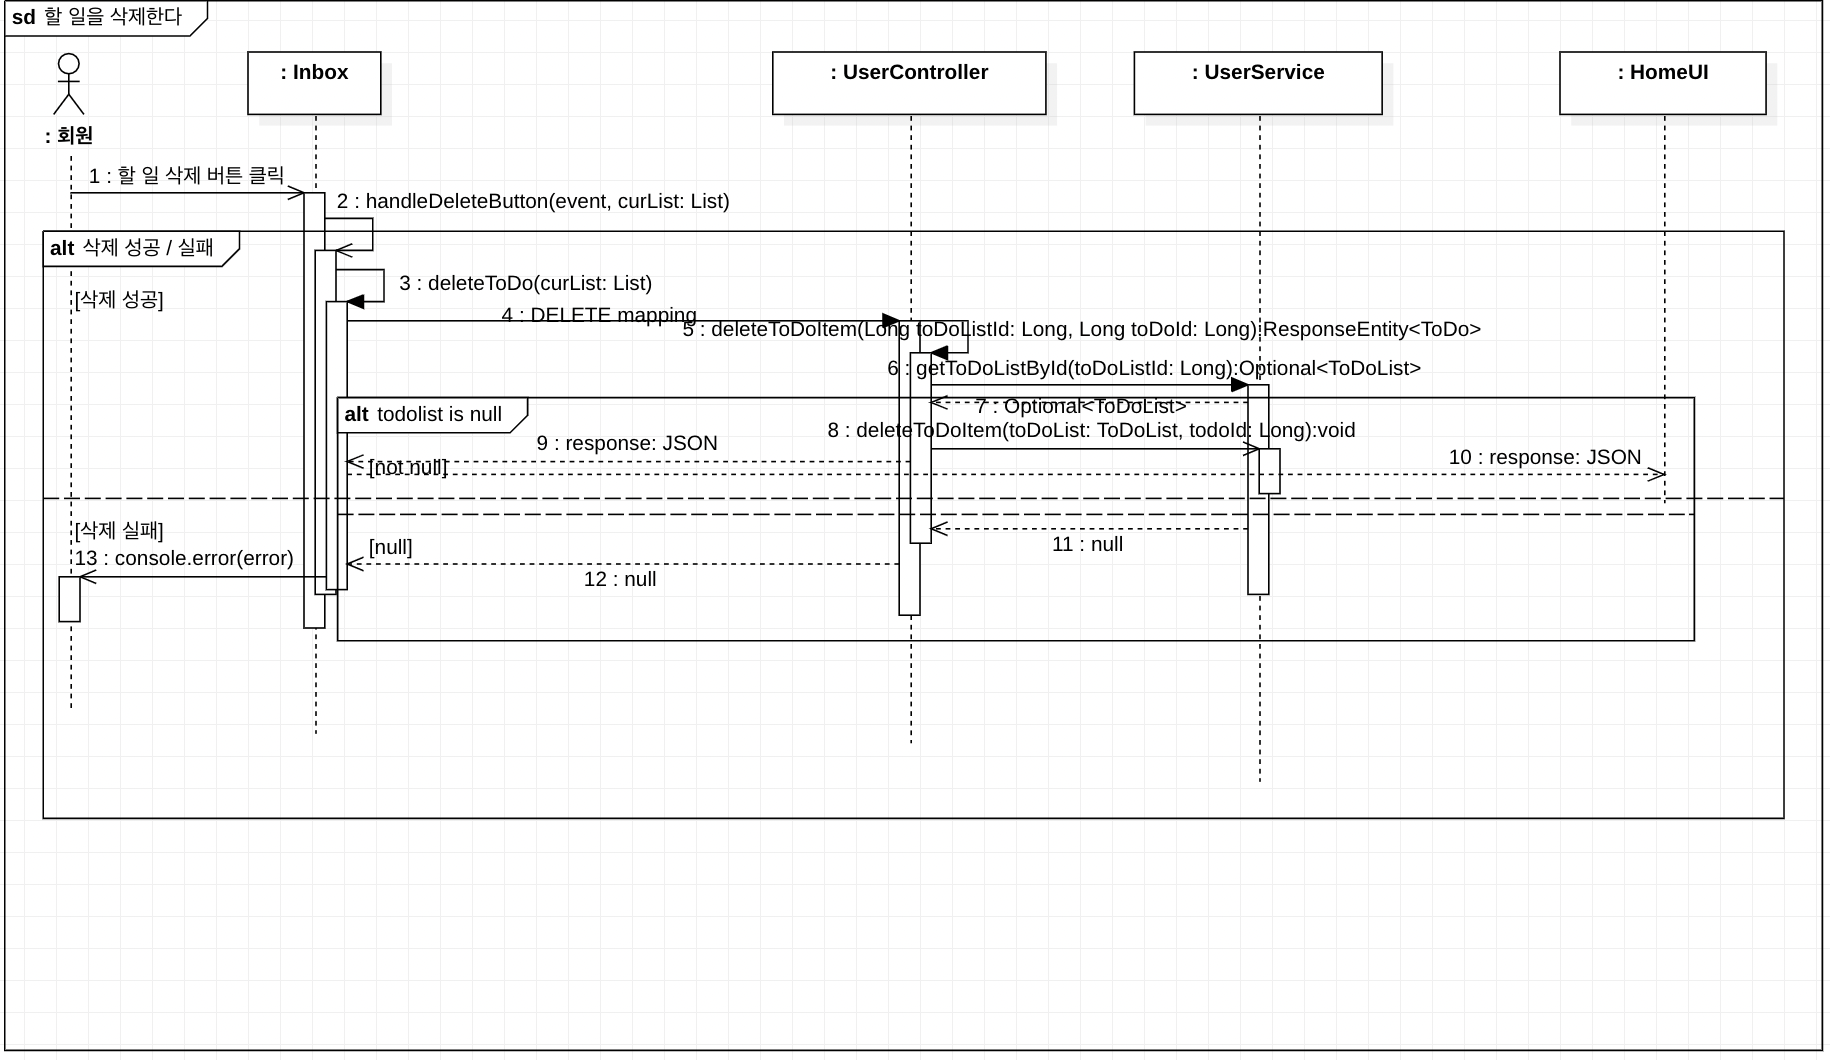 sd 할 일을 삭제한다
: 회원
: Inbox
: UserController
: UserService
: HomeUI
1 : 할 일 삭제 버튼 클릭
2 : handleDeleteButton(event, curList: List)
alt 삭제 성공 / 실패
[삭제 성공]
3 : deleteToDo(curList: List)
4 : DELETE mapping
5 : deleteToDoItem(Long toDoListId: Long, Long toDoId: Long):ResponseEntity<ToDo>
6 : getToDoListById(toDoListId: Long):Optional<ToDoList>
alt todolist is null
7 : Optional<ToDoList>
8 : deleteToDoItem(toDoList: ToDoList, todoId: Long):void
9 : response: JSON
[not null]
10 : response: JSON
[삭제 실패]
11 : null
[null]
12 : null
13 : console.error(error)